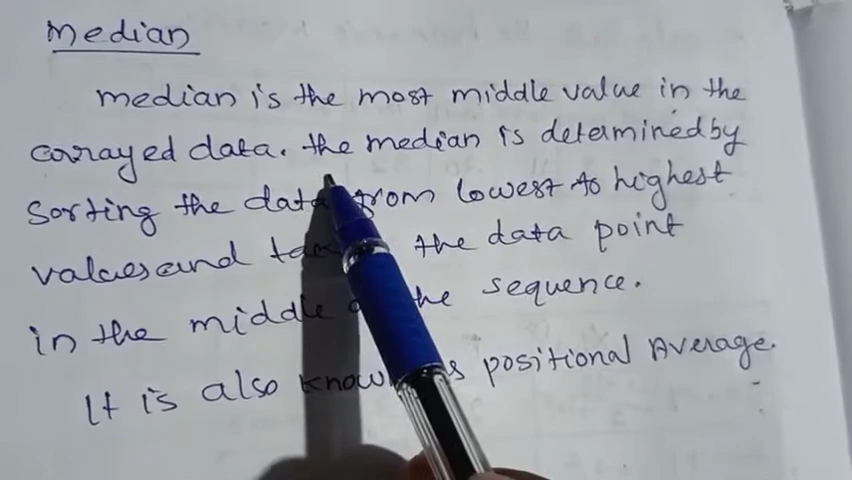 Median
Median is the most middle value in the
arrayed data. the median is determined by
Sorting the data from lowest to highest
values and the data point
in the middle the sequence.
It is also known as positional Average.